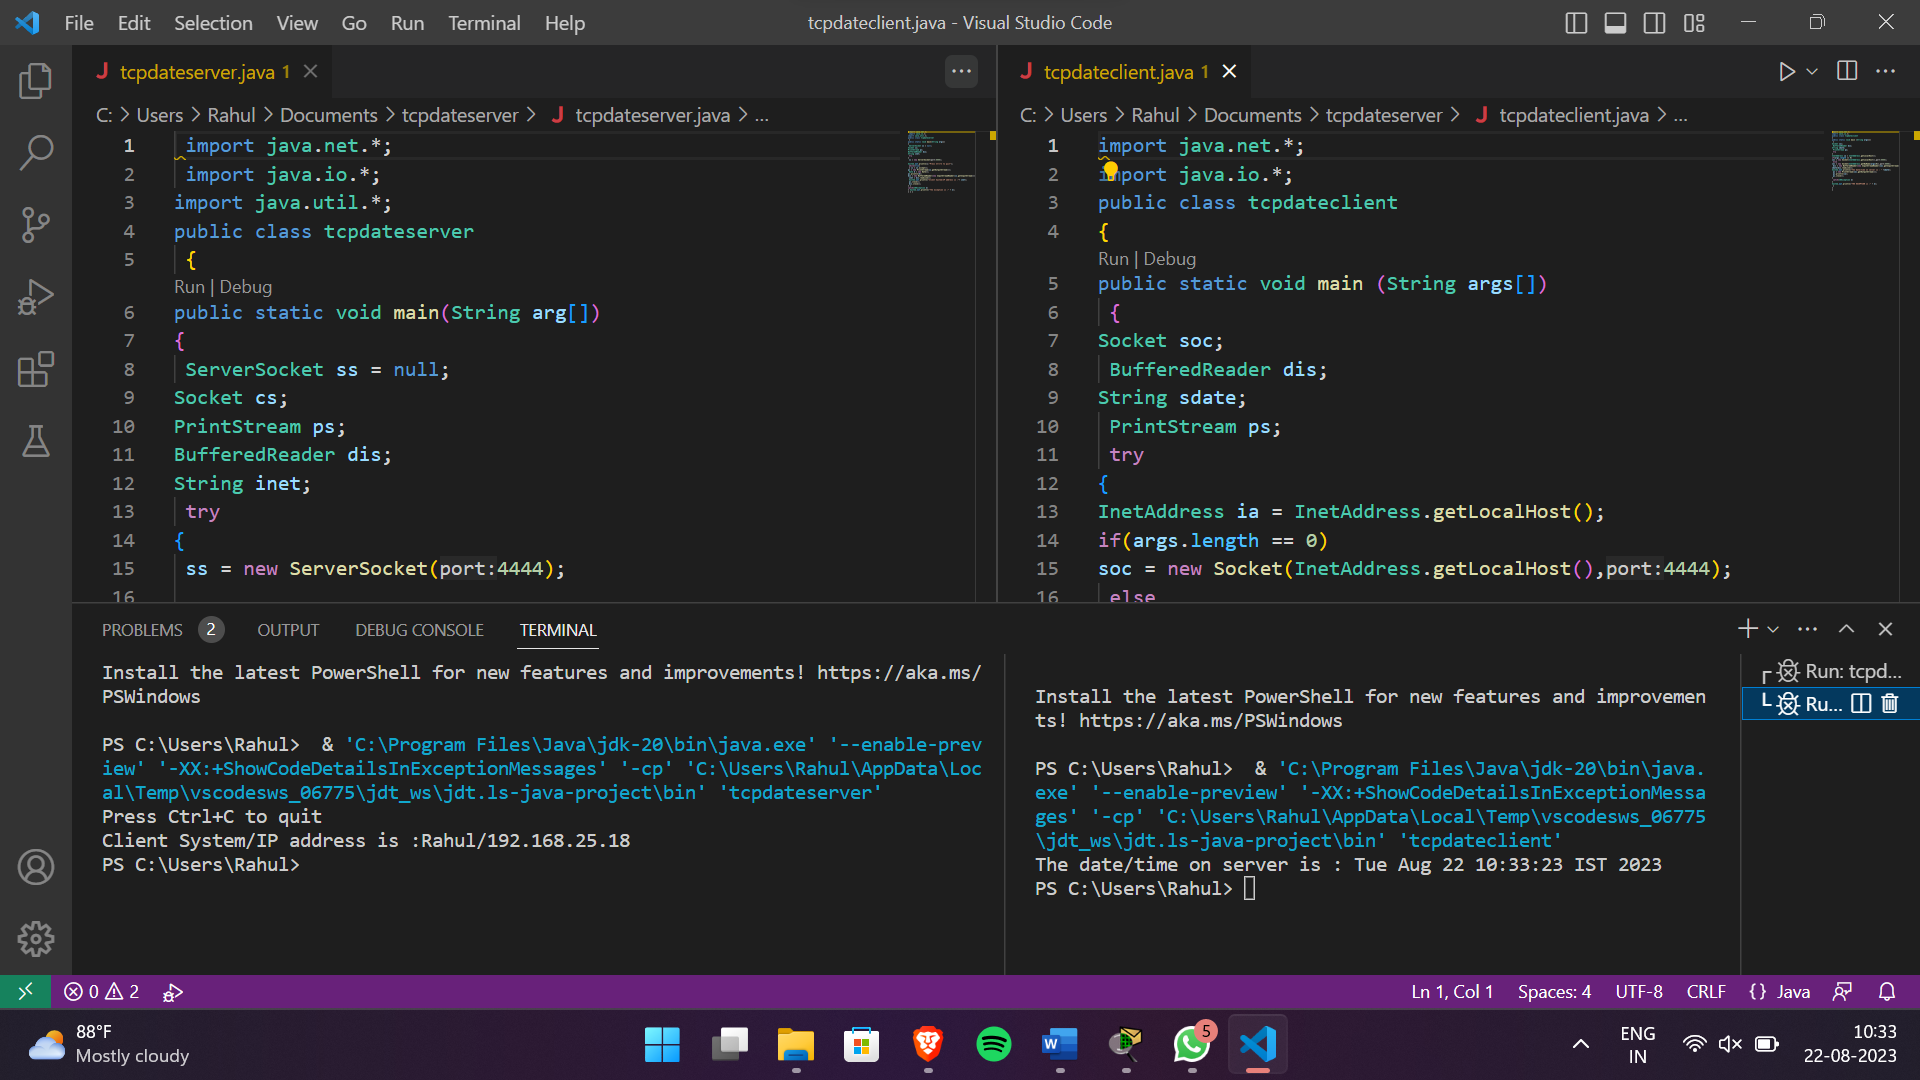 File Edit Selection View Go Run Terminal Help
tcpdateclient.java - Visual Studio Code
J tcpdateserver.java 1
C: > Users > Rahul > Documents > tcpdateserver > J tcpdateserver.java > ...
1 import java.net.*;
2 import java.io.*;
3 import java.util.*;
4 public class tcpdateserver
5 {
Run | Debug
6 public static void main(String arg[])
7 {
8 ServerSocket ss = null;
9 Socket cs;
10 PrintStream ps;
11 BufferedReader dis;
12 String inet;
13 try
14 {
15 ss = new ServerSocket(port:4444);
16
J tcpdateclient.java 1
C: > Users > Rahul > Documents > tcpdateserver > J tcpdateclient.java > ...
1 import java.net.*;
2 import java.io.*;
3 public class tcpdateclient
4 {
Run | Debug
5 public static void main (String args[])
6 {
7 Socket soc;
8 BufferedReader dis;
9 String sdate;
10 PrintStream ps;
11 try
12 {
13 InetAddress ia = InetAddress.getLocalHost();
14 if(args.length == 0)
15 soc = new Socket(InetAddress.getLocalHost(),port:4444);
16 else
PROBLEMS 2 OUTPUT DEBUG CONSOLE TERMINAL
Install the latest PowerShell for new features and improvements! https://aka.ms/
PSWindows
PS C:\Users\Rahul>  & 'C:\Program Files\Java\jdk-20\bin\java.exe' '--enable-prev
iew' '-XX:+ShowCodeDetailsInExceptionMessages' '-cp' 'C:\Users\Rahul\AppData\Loc
al\Temp\vscodesws_06775\jdt_ws\jdt.ls-java-project\bin' 'tcpdateserver'
Press Ctrl+C to quit
Client System/IP address is :Rahul/192.168.25.18
PS C:\Users\Rahul>
Install the latest PowerShell for new features and improvemen
ts! https://aka.ms/PSWindows
PS C:\Users\Rahul>  & 'C:\Program Files\Java\jdk-20\bin\java.
exe' '--enable-preview' '-XX:+ShowCodeDetailsInExceptionMessa
ges' '-cp' 'C:\Users\Rahul\AppData\Local\Temp\vscodesws_06775
\jdt_ws\jdt.ls-java-project\bin' 'tcpdateclient'
The date/time on server is : Tue Aug 22 10:33:23 IST 2023
PS C:\Users\Rahul>
Run: tcpd...
Ru...
0 2
Ln 1, Col 1 Spaces: 4 UTF-8 CRLF {} Java
88°F
Mostly cloudy
W
5
ENG
IN
10:33
22-08-2023